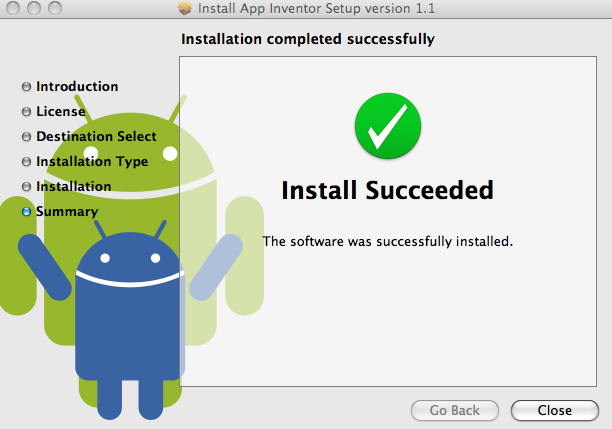 Install App Inventor Setup version 1.1
Installation completed successfully
Introduction
License
Destination Select
Installation Type
Installation
Summary
Install Succeeded
The software was successfully installed.
Go Back
Close